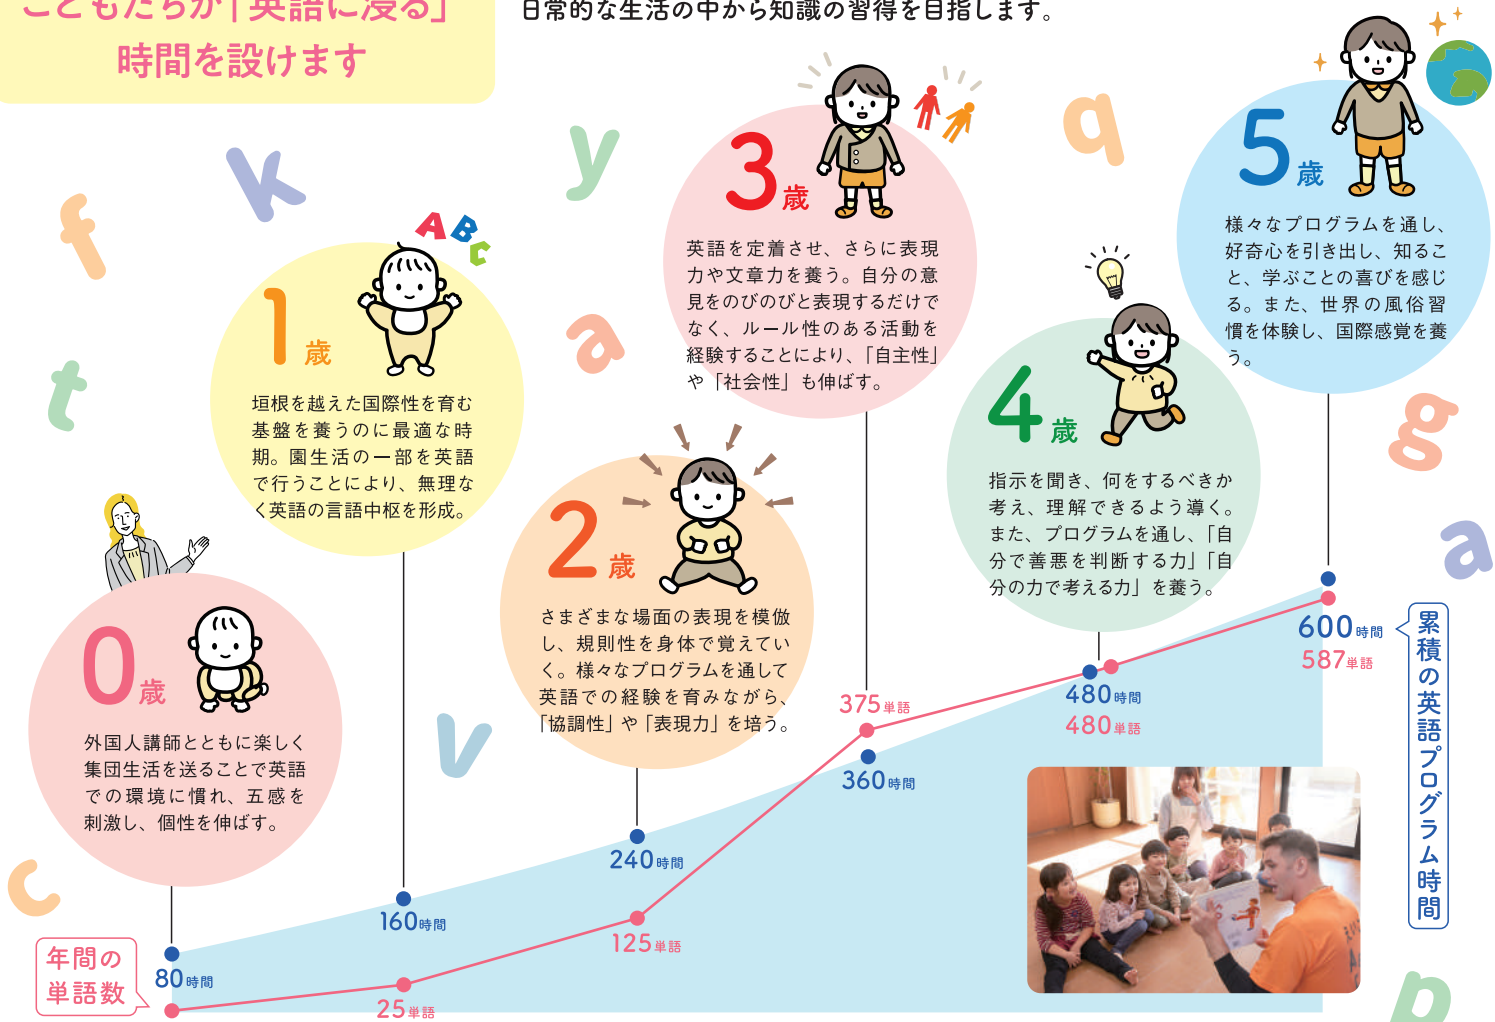 こどもたちが「英語に浸る」
時間を設けます
日常的な生活の中から知識の習得を目指します。
f
k
y
q
t
a
g
a
v
c
p
A B C
0歳
外国人講師とともに楽しく
集団生活を送ることで英語
での環境に慣れ、五感を
刺激し、個性を伸ばす。
1歳
垣根を越えた国際性を育む
基盤を養うのに最適な時
期。園生活の一部を英語
で行うことにより、無理な
く英語の言語中枢を形成。
2歳
さまざまな場面の表現を模倣
し、規則性を身体で覚えてい
く。様々なプログラムを通して
英語での経験を育みながら、
「協調性」や「表現力」を培う。
3歳
英語を定着させ、さらに表現
力や文章力を養う。自分の意
見をのびのびと表現するだけで
なく、ルール性のある活動を
経験することにより、「自主性」
や「社会性」も伸ばす。
4歳
指示を聞き、何をするべきか
考え、理解できるよう導く。
また、プログラムを通し、「自
分で善悪を判断する力」「自
分の力で考える力」を養う。
5歳
様々なプログラムを通し、
好奇心を引き出し、知るこ
と、学ぶことの喜びを感じ
る。また、世界の風俗習
慣を体験し、国際感覚を養
う。
年間の
単語数
80時間
160時間
25単語
240時間
125単語
375単語
360時間
480時間
480単語
600時間
587単語
累積の英語プログラム時間